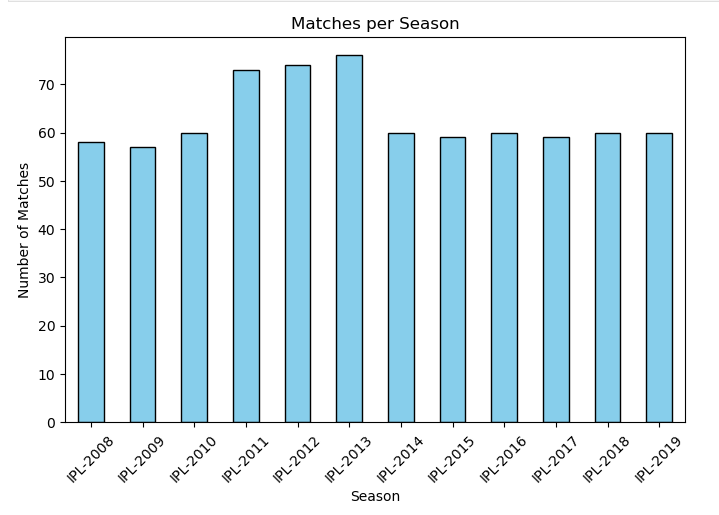 Matches per Season
Number of Matches
70
60
50
40
30
20
10
0
IPL-2008 IPL-2009 IPL-2010 IPL-2011 IPL-2012 IPL-2013 IPL-2014 IPL-2015 IPL-2016 IPL-2017 IPL-2018 IPL-2019
Season